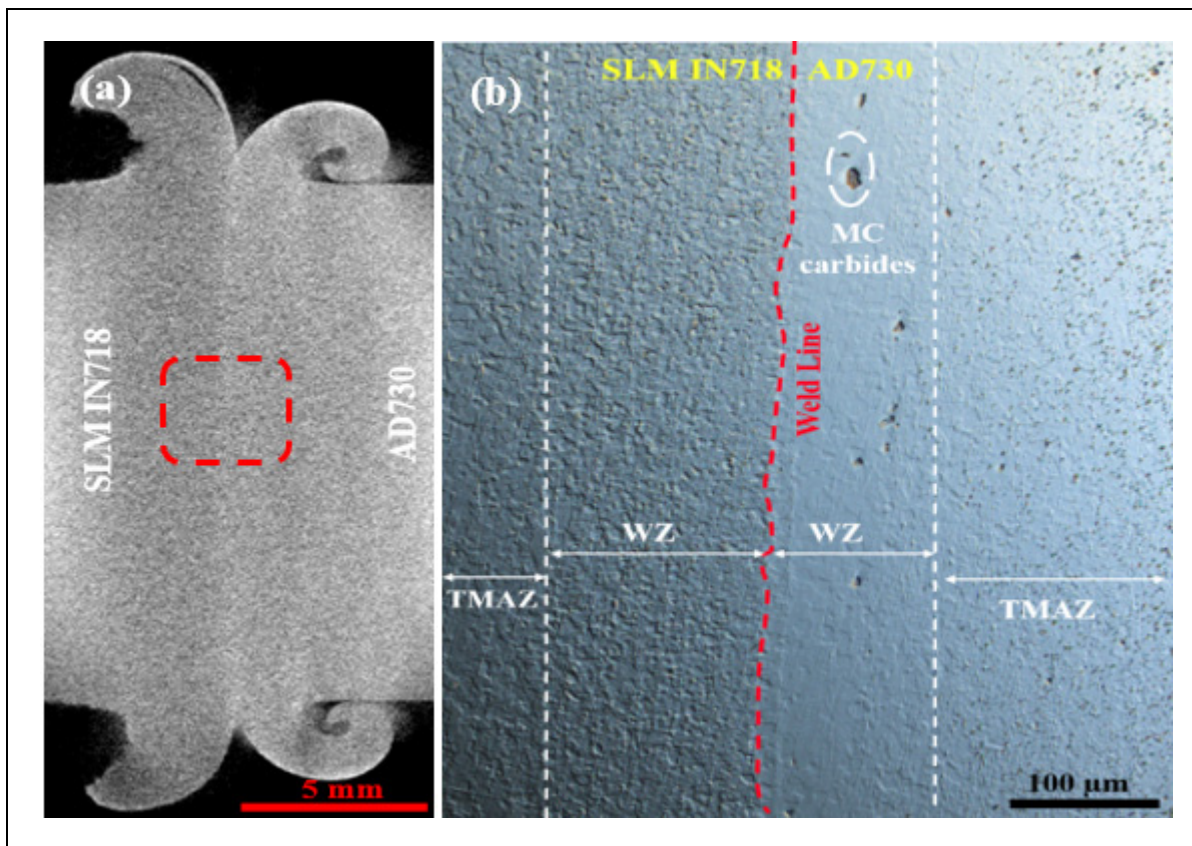 (a)
SLM IN718
AD730
5 mm
(b)
SLM IN718
AD730
MC
carbides
Weld Line
WZ
WZ
TMAZ
TMAZ
100 µm